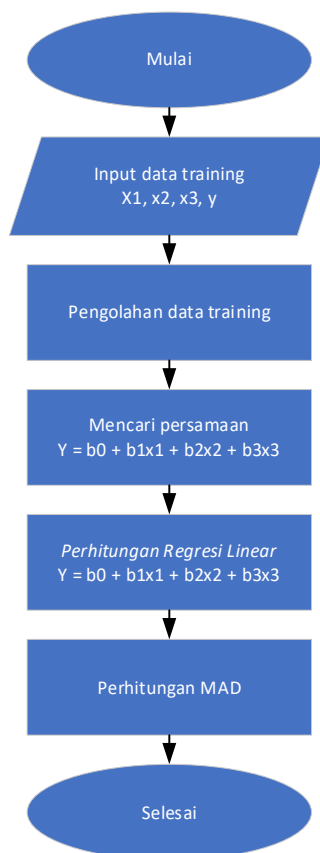 Mulai
Input data training
X1, x2, x3, y
Pengolahan data training
Mencari persamaan
Y = b0 + b1x1 + b2x2 + b3x3
Perhitungan Regresi Linear
Y = b0 + b1x1 + b2x2 + b3x3
Perhitungan MAD
Selesai